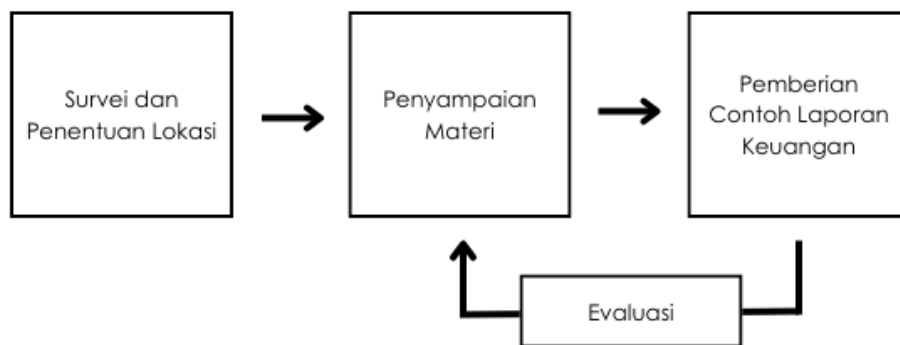 Survei dan
Penentuan Lokasi
Penyampaian
Materi
Pemberian
Contoh Laporan
Keuangan
Evaluasi